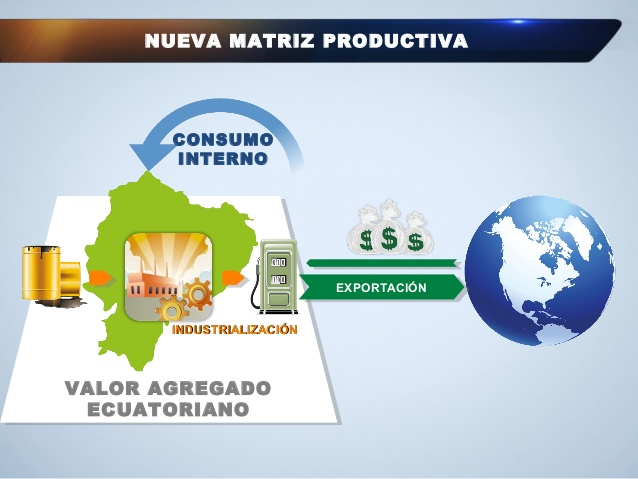 NUEVA MATRIZ PRODUCTIVA
CONSUMO
INTERNO
$ $ $
EXPORTACIÓN
INDUSTRIALIZACIÓN
VALOR AGREGADO
ECUATORIANO